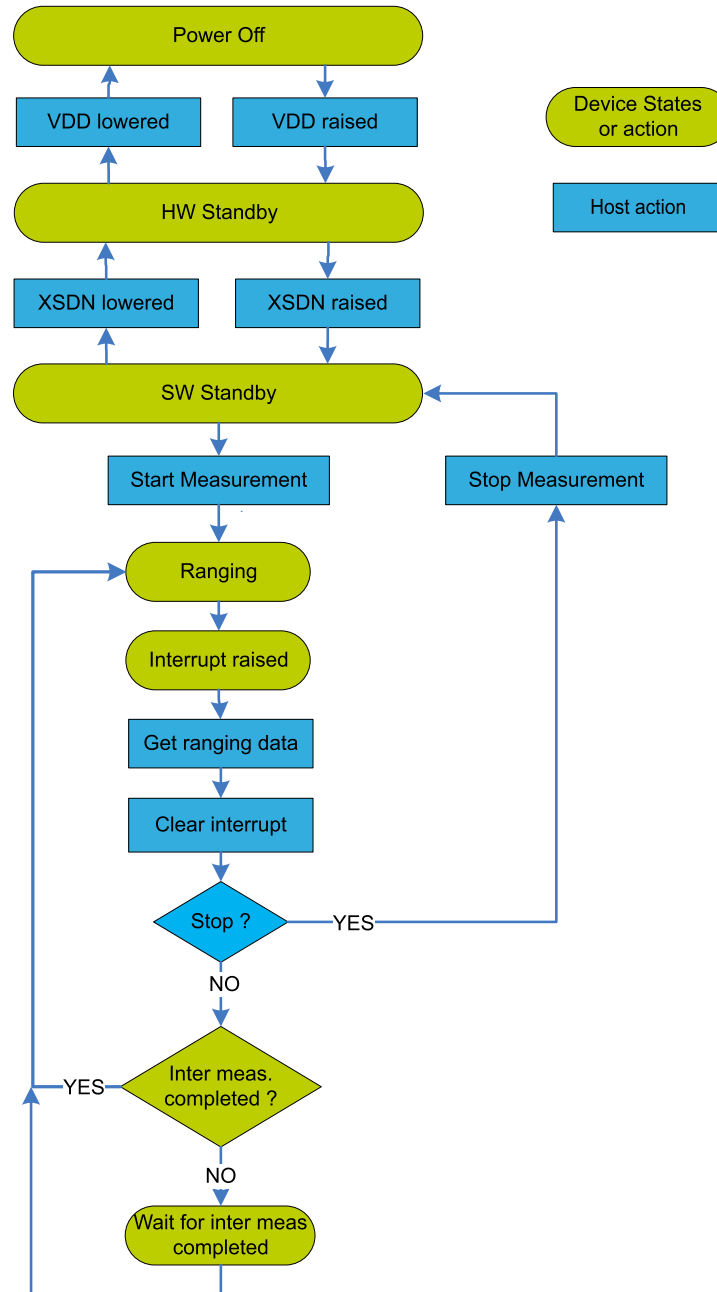 Power Off
VDD lowered
VDD raised
Device States
or action
HW Standby
Host action
XSDN lowered
XSDN raised
SW Standby
Start Measurement
Stop Measurement
Ranging
Interrupt raised
Get ranging data
Clear interrupt
Stop ?
YES
NO
Inter meas.
completed ?
YES
NO
Wait for inter meas
completed